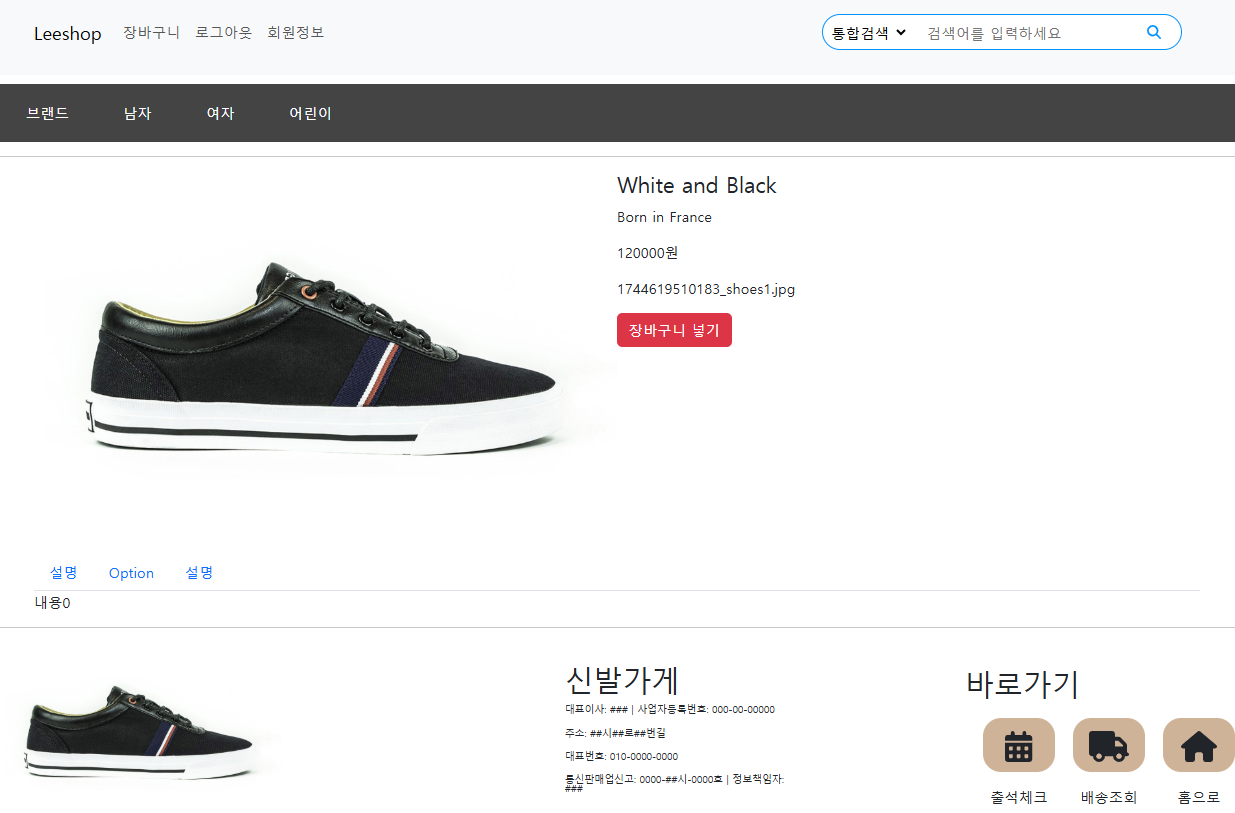 Leeshop 장바구니 로그아웃 회원정보 통합검색 검색어를 입력하세요
브랜드 남자 여자 어린이
White and Black
Born in France
120000원
1744619510183_shoes1.jpg
장바구니 넣기
설명 Option 설명
내용0
신발가게
대표이사: ### | 사업자등록번호: 000-00-00000
주소: ##시##로##번길
대표번호: 010-0000-0000
통신판매업신고: 0000-##시-0000호 | 정보책임자:
###
바로가기
출석체크 배송조회 홈으로